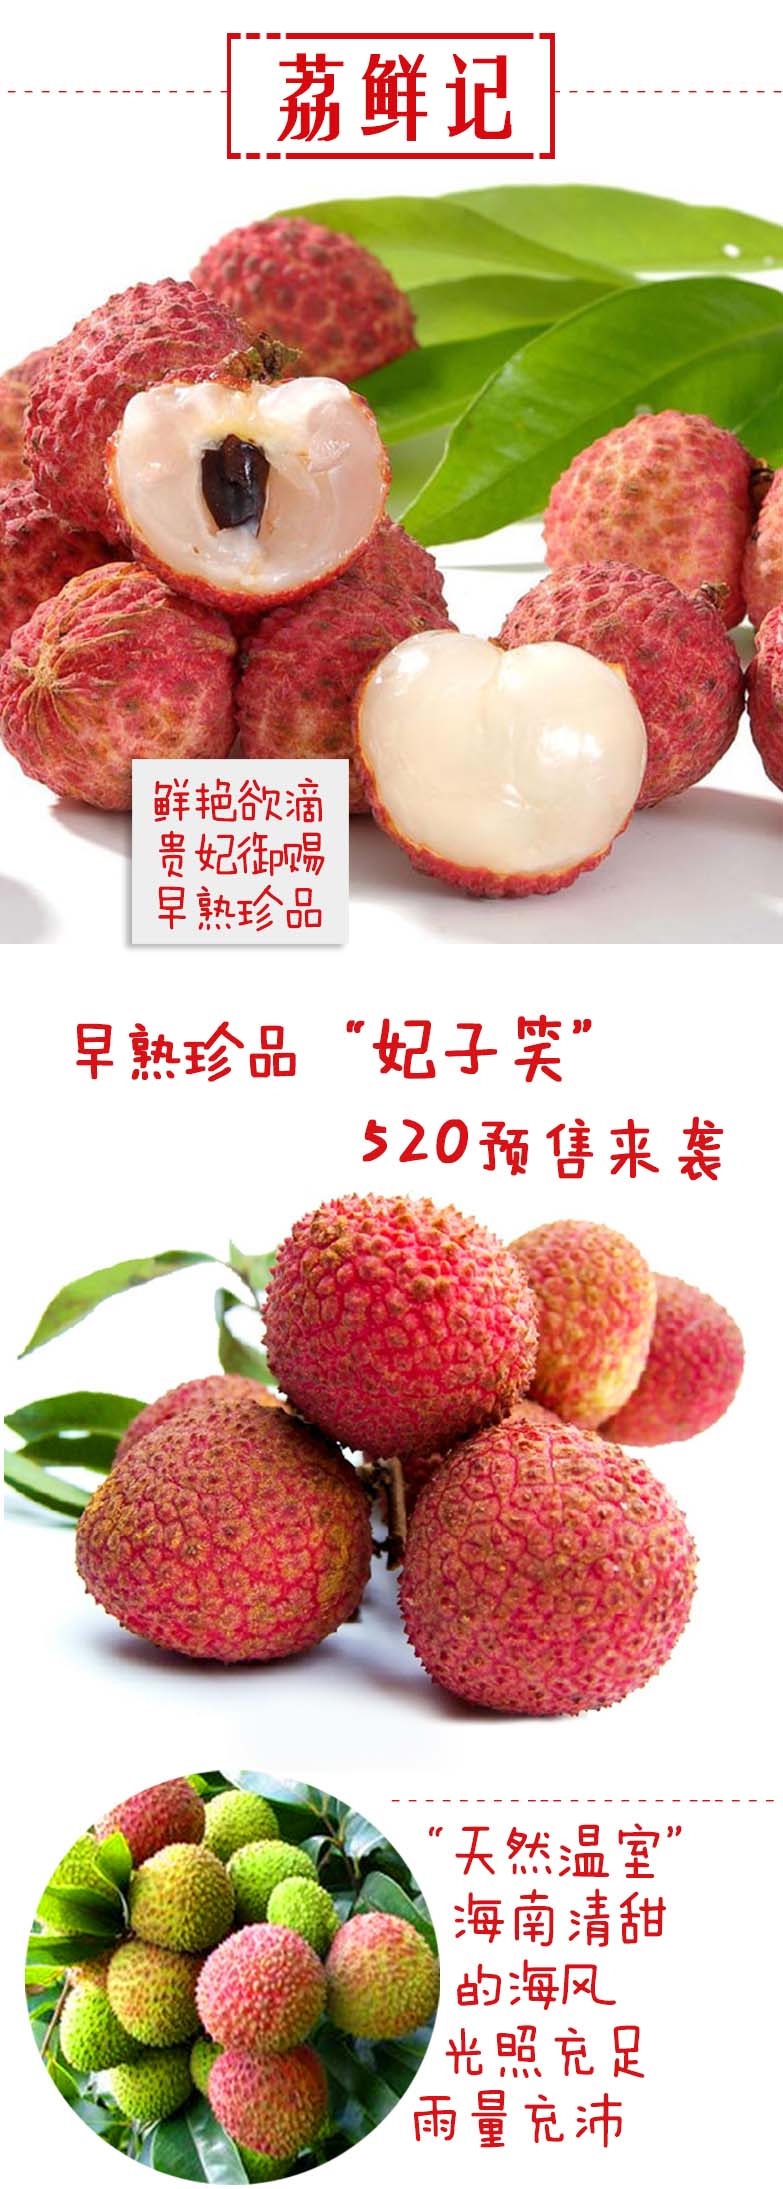 荔鲜记
鲜艳欲滴
贵妃御赐
早熟珍品
早熟珍品 “妃子笑”
520预售来袭
“天然温室”
海南清甜
的海风
光照充足
雨量充沛